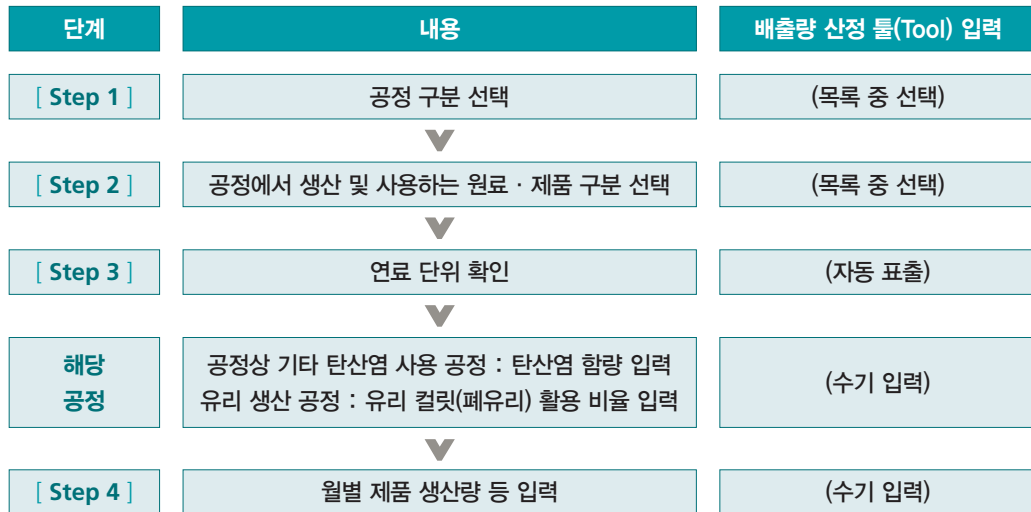 단계 내용 배출량 산정 툴(Tool) 입력
[ Step 1 ] 공정 구분 선택 (목록 중 선택)
[ Step 2 ] 공정에서 생산 및 사용하는 원료 · 제품 구분 선택 (목록 중 선택)
[ Step 3 ] 연료 단위 확인 (자동 표출)
해당
공정
공정상 기타 탄산염 사용 공정 : 탄산염 함량 입력
유리 생산 공정 : 유리 컬릿(폐유리) 활용 비율 입력
(수기 입력)
[ Step 4 ] 월별 제품 생산량 등 입력 (수기 입력)